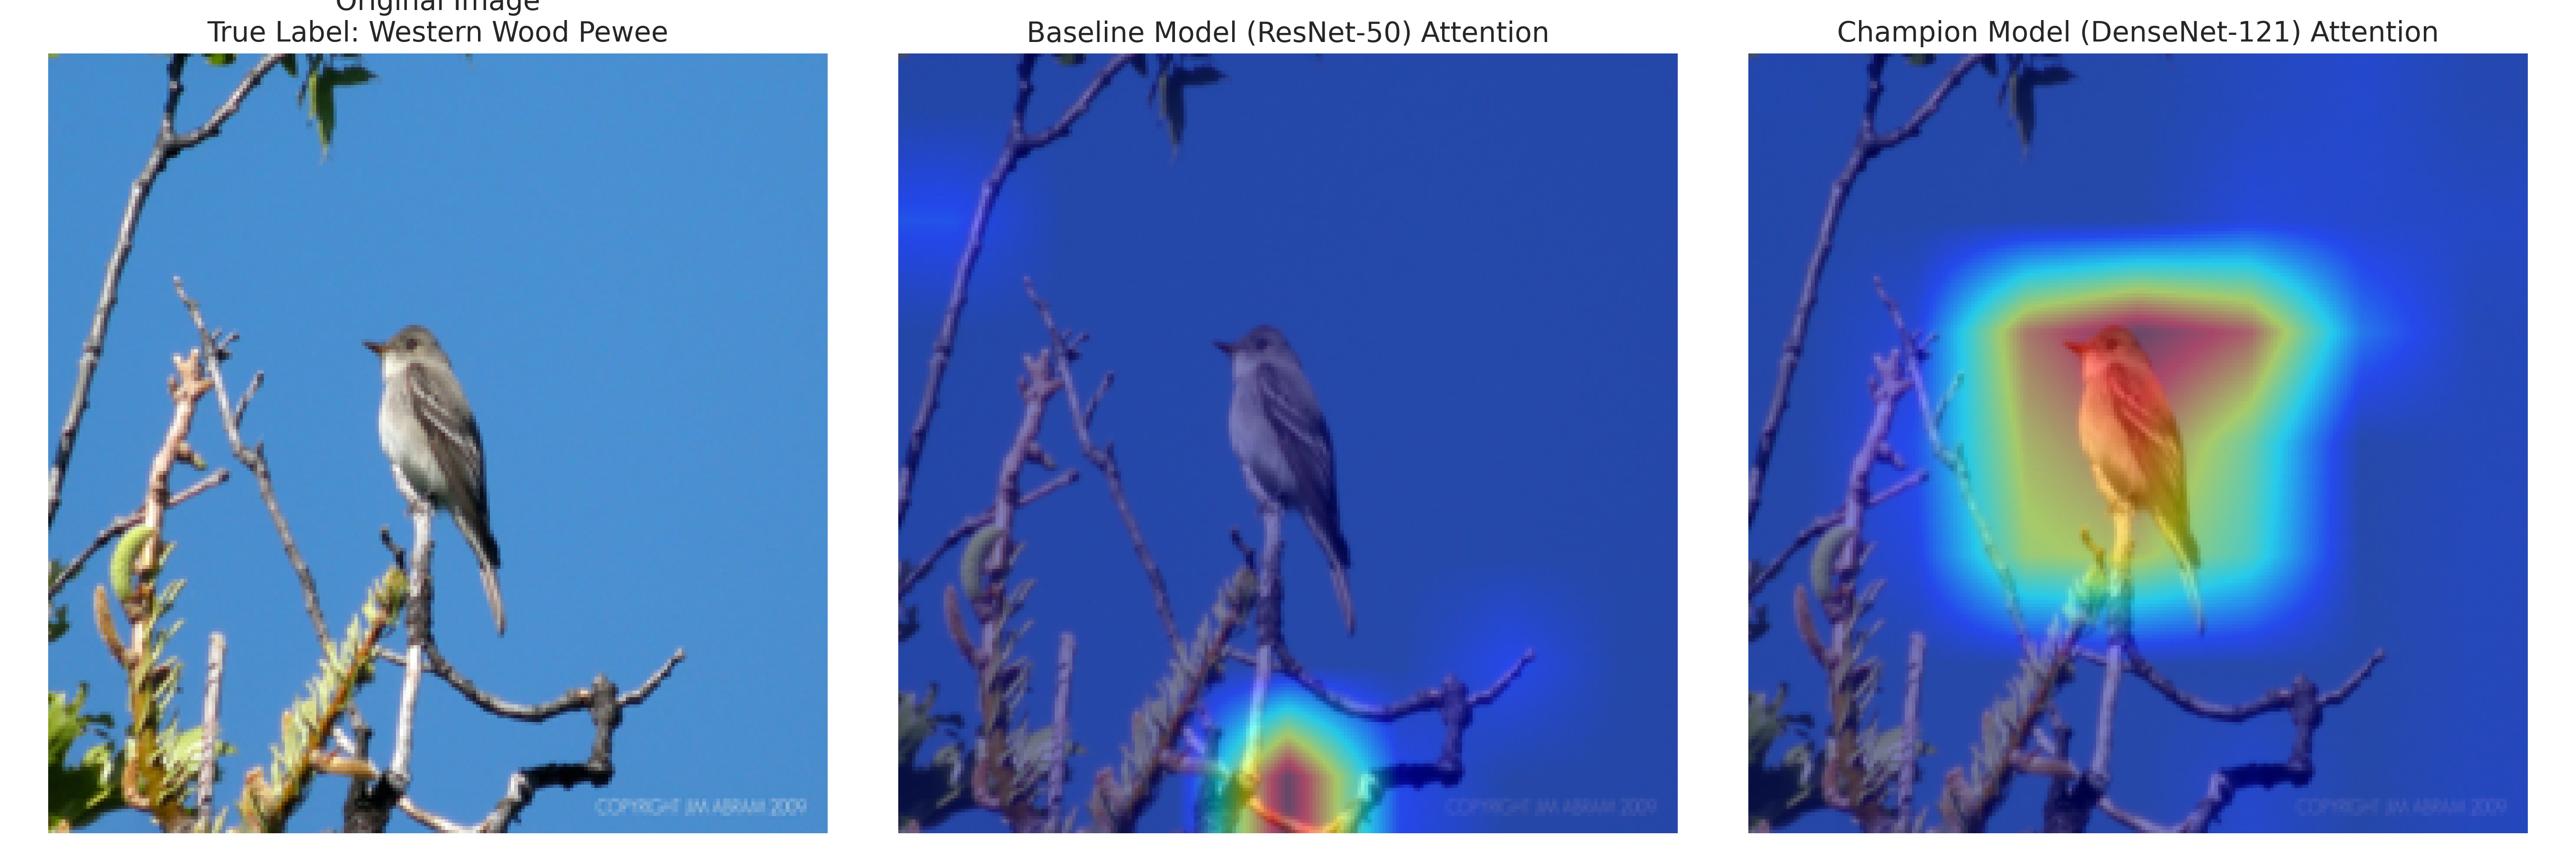 Original Image
True Label: Western Wood Pewee
Baseline Model (ResNet-50) Attention
Champion Model (DenseNet-121) Attention
COPYRIGHT JIM ABRAM 2009
COPYRIGHT JIM ABRAM 2009
COPYRIGHT JIM ABRAM 2009